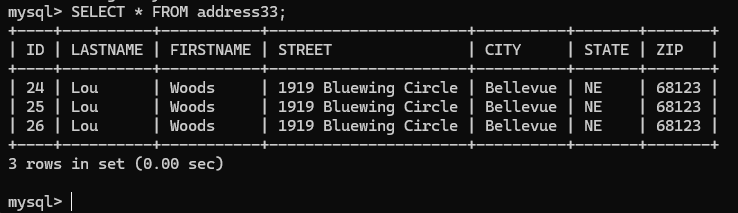 mysql> SELECT * FROM address33;
+----+----------+-----------+---------------------+----------+-------+-------+
| ID | LASTNAME | FIRSTNAME | STREET              | CITY     | STATE | ZIP   |
+----+----------+-----------+---------------------+----------+-------+-------+
| 24 | Lou      | Woods     | 1919 Bluewing Circle | Bellevue | NE    | 68123 |
| 25 | Lou      | Woods     | 1919 Bluewing Circle | Bellevue | NE    | 68123 |
| 26 | Lou      | Woods     | 1919 Bluewing Circle | Bellevue | NE    | 68123 |
+----+----------+-----------+---------------------+----------+-------+-------+
3 rows in set (0.00 sec)
mysql>